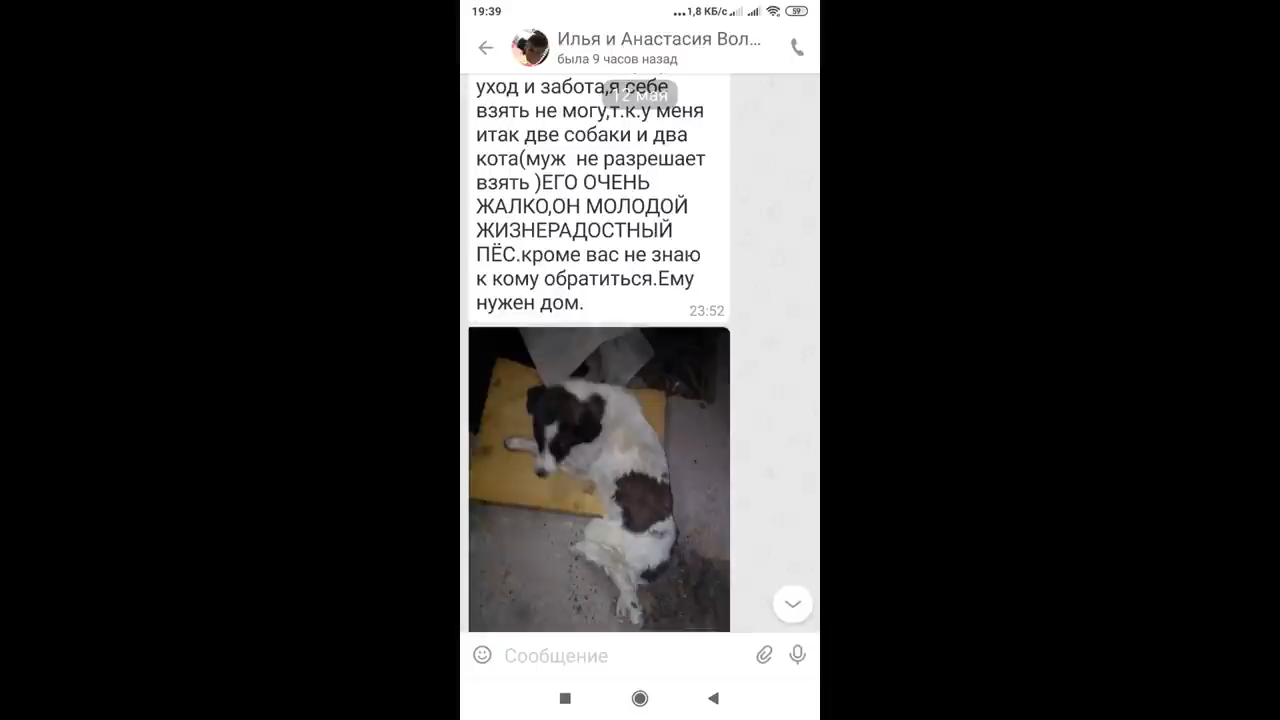 19:39
...1,8 КБ/с
59
Илья и Анастасия Вол...
была 9 часов назад
уход и забота,я себе
12 мая
взять не могу,т.к.у меня
итак две собаки и два
кота(муж не разрешает
взять )ЕГО ОЧЕНЬ
ЖАЛКО,ОН МОЛОДОЙ
ЖИЗНЕРАДОСТНЫЙ
ПЁС.кроме вас не знаю
к кому обратиться.Ему
нужен дом.
23:52
Сообщение